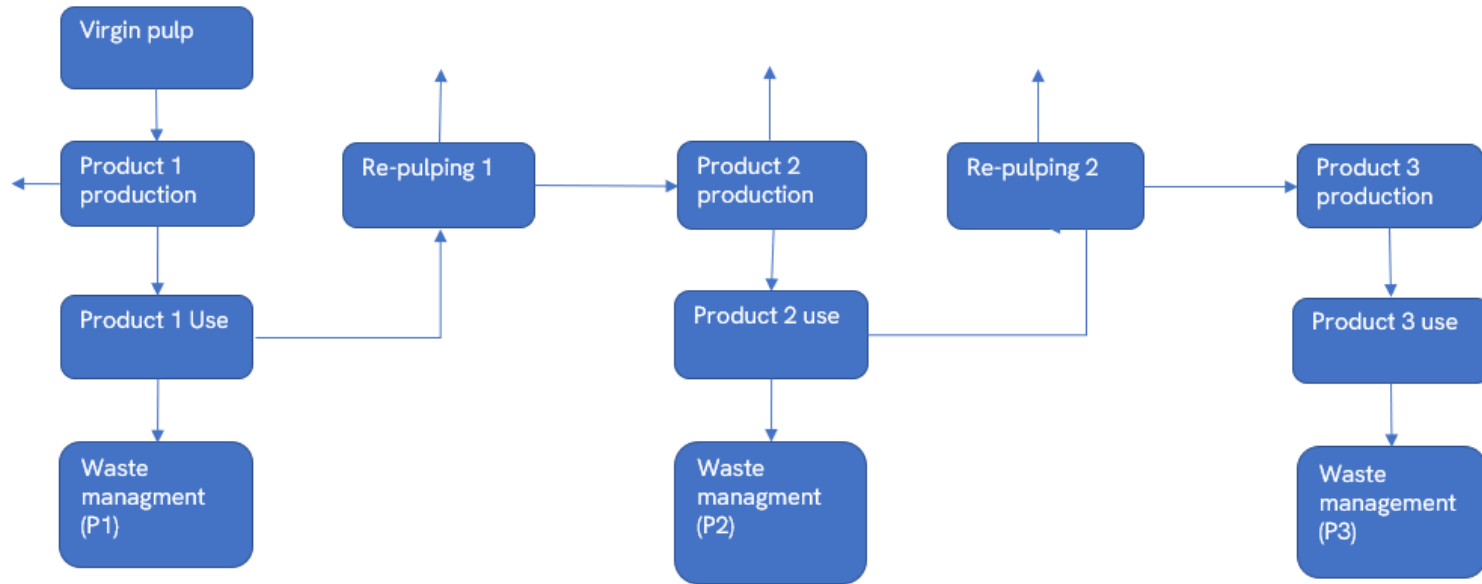 Virgin pulp
Product 1
production
Re-pulping 1
Product 2
production
Re-pulping 2
Product 3
production
Product 1 Use
Product 2 use
Product 3 use
Waste
managment
(P1)
Waste
managment
(P2)
Waste
management
(P3)